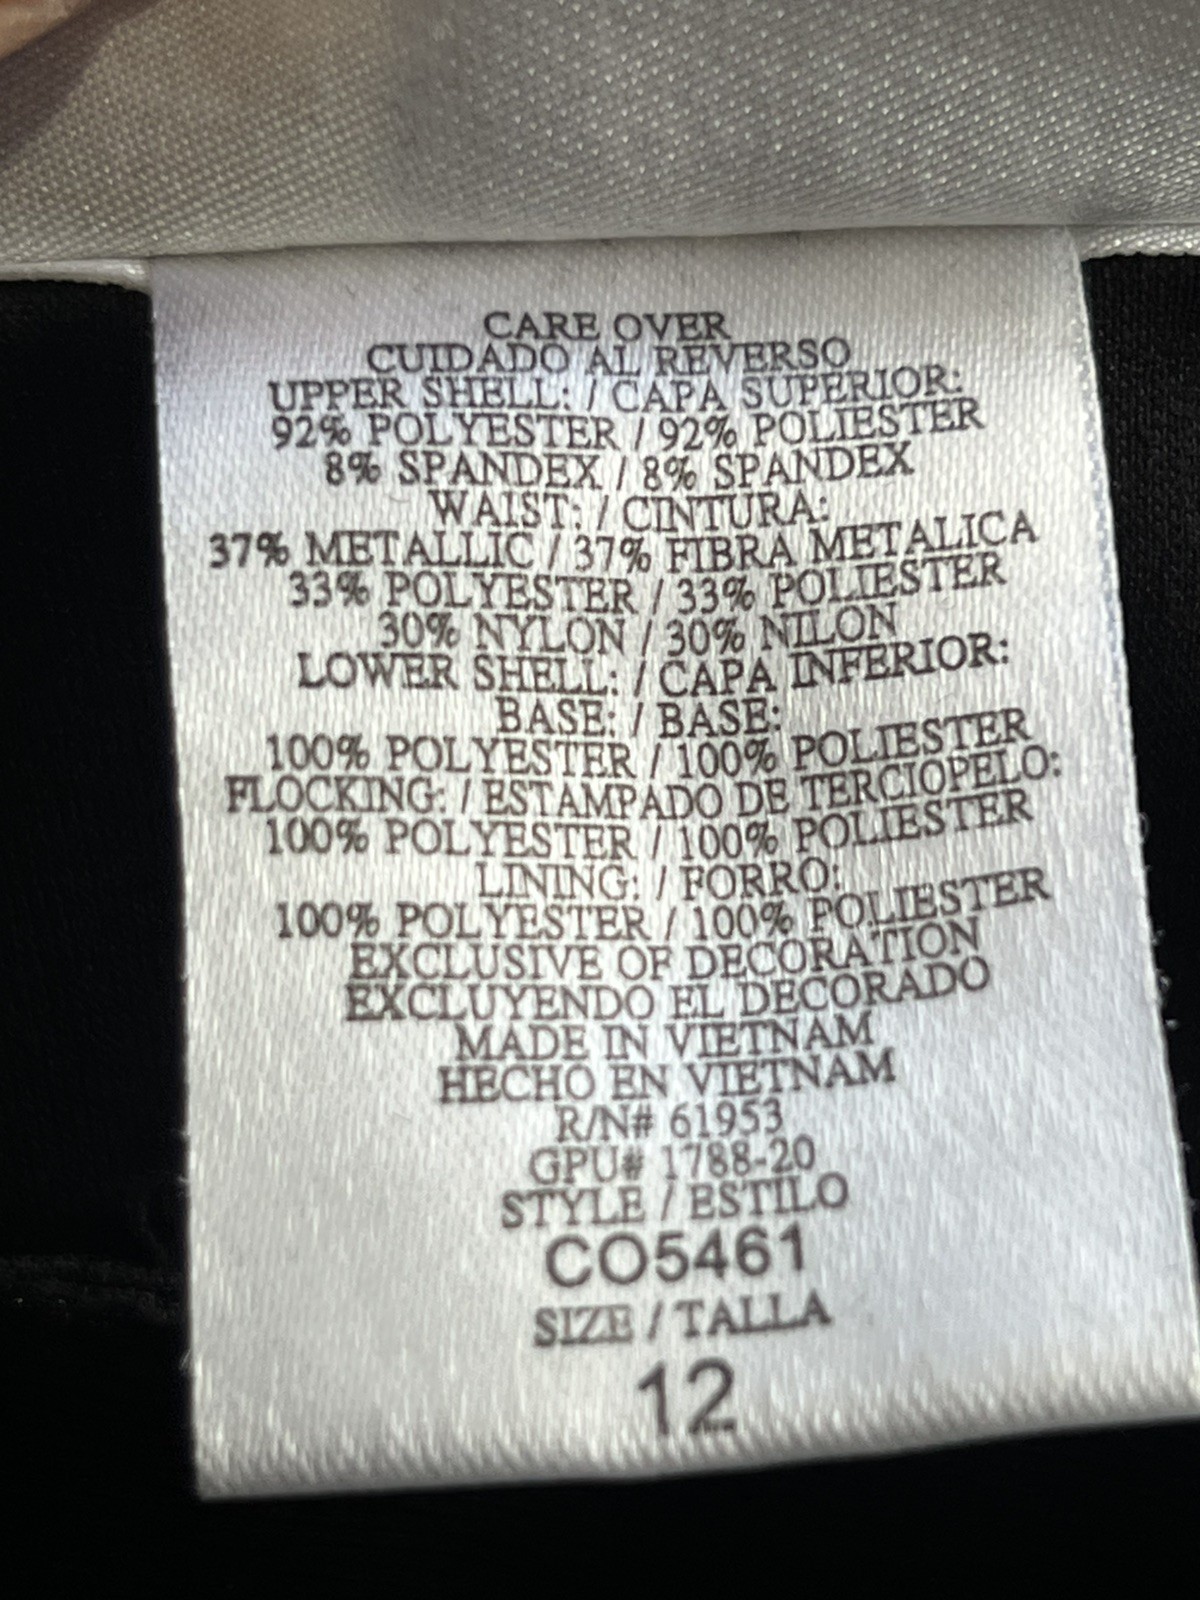 CARE OVER
CUIDADO AL REVERSO
UPPER SHELL: / CAPA SUPERIOR:
92% POLYESTER / 92% POLIESTER
8% SPANDEX / 8% SPANDEX
WAIST: / CINTURA:
37% METALLIC / 37% FIBRA METALICA
33% POLYESTER / 33% POLIESTER
30% NYLON / 30% NILON
LOWER SHELL: / CAPA INFERIOR:
BASE: / BASE:
100% POLYESTER / 100% POLIESTER
FLOCKING: / ESTAMPADO DE TERCIOPELO:
100% POLYESTER / 100% POLIESTER
LINING: / FORRO:
100% POLYESTER / 100% POLIESTER
EXCLUSIVE OF DECORATION
EXCLUYENDO EL DECORADO
MADE IN VIETNAM
HECHO EN VIETNAM
R/N# 61953
GPU# 1788-20
STYLE / ESTILO
CO5461
SIZE / TALLA
12